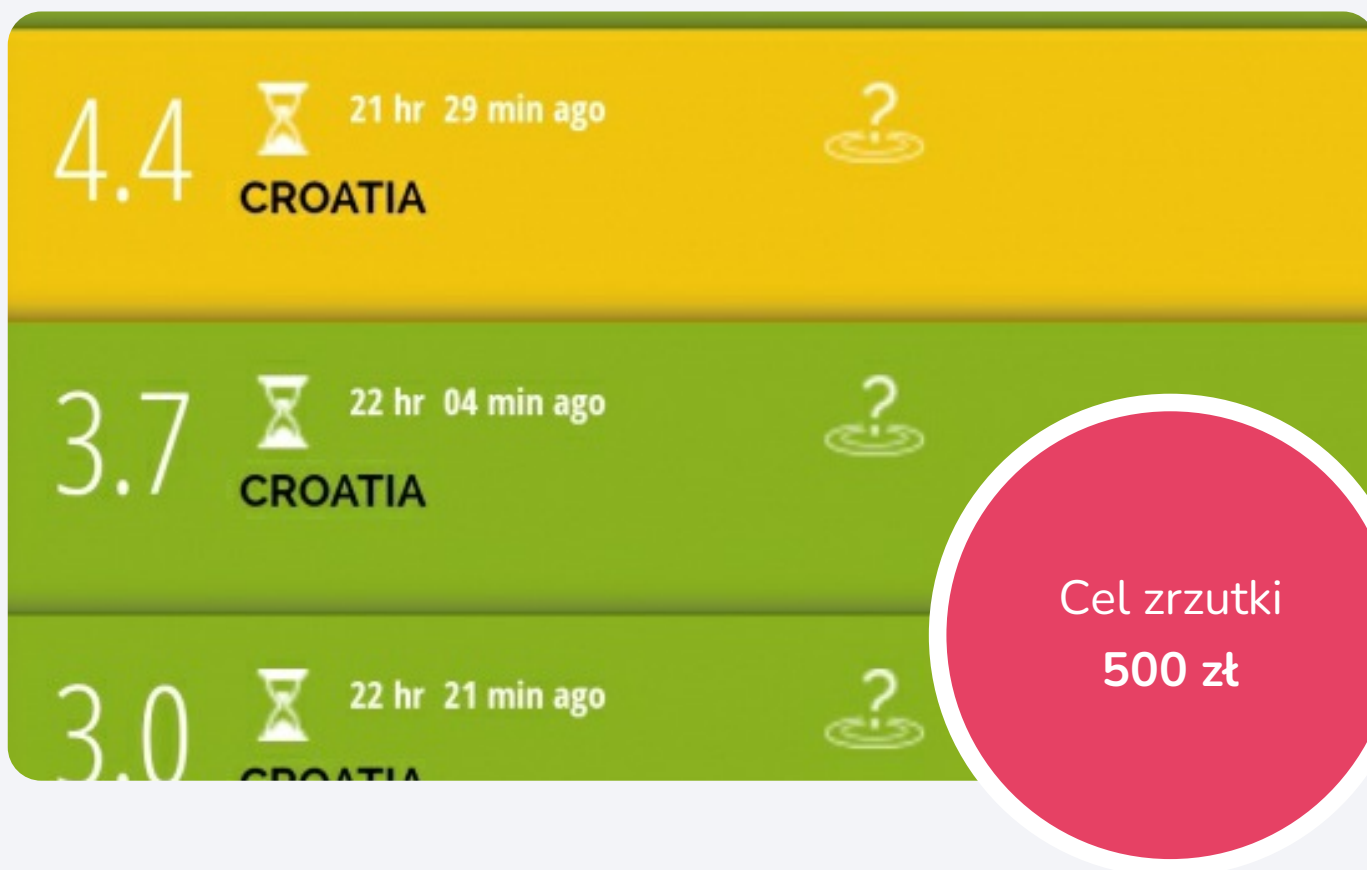 4.4
21 hr 29 min ago
?
CROATIA
3.7
22 hr 04 min ago
?
CROATIA
3.0
22 hr 21 min ago
?
CROATIA
Cel zrzutki
500 zł